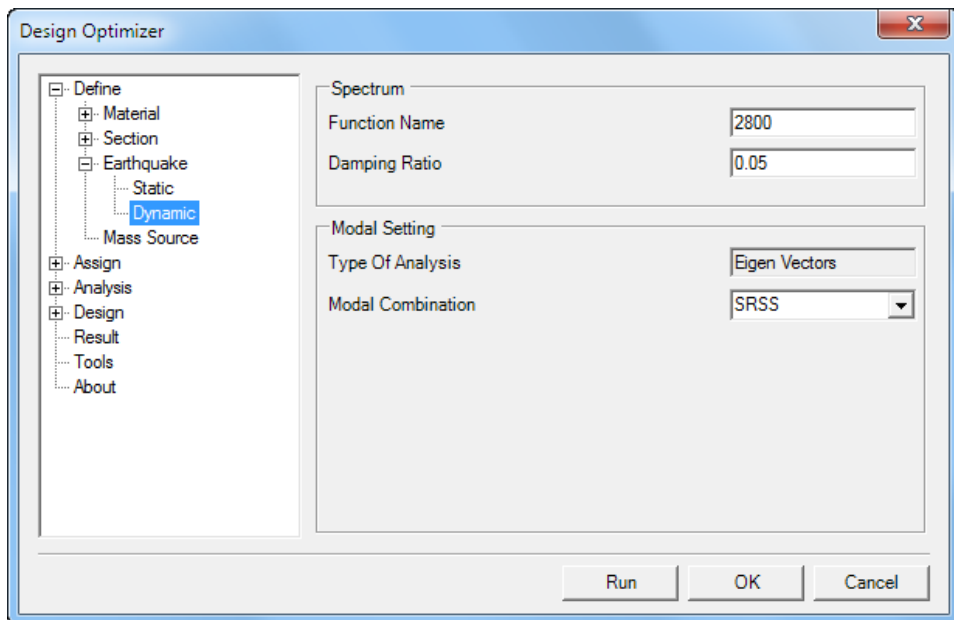 Design Optimizer
Define
Material
Section
Earthquake
Static
Dynamic
Mass Source
Assign
Analysis
Design
Result
Tools
About
Spectrum
Function Name 2800
Damping Ratio 0.05
Modal Setting
Type Of Analysis Eigen Vectors
Modal Combination SRSS
Run OK Cancel